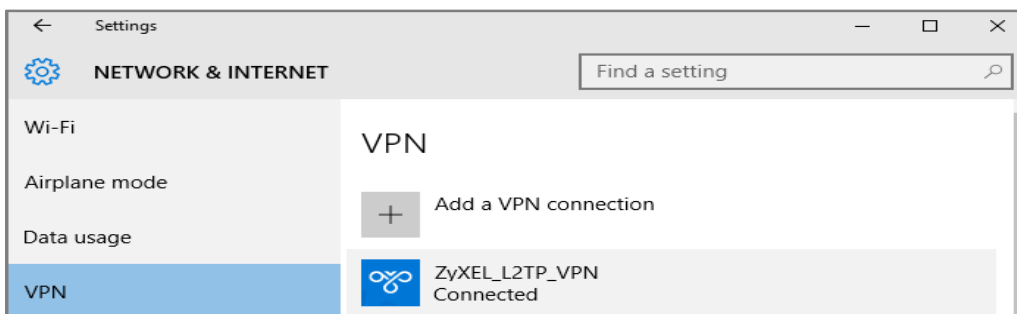 Settings
NETWORK & INTERNET
Find a setting
Wi-Fi
Airplane mode
Data usage
VPN
VPN
Add a VPN connection
ZyXEL_L2TP_VPN
Connected